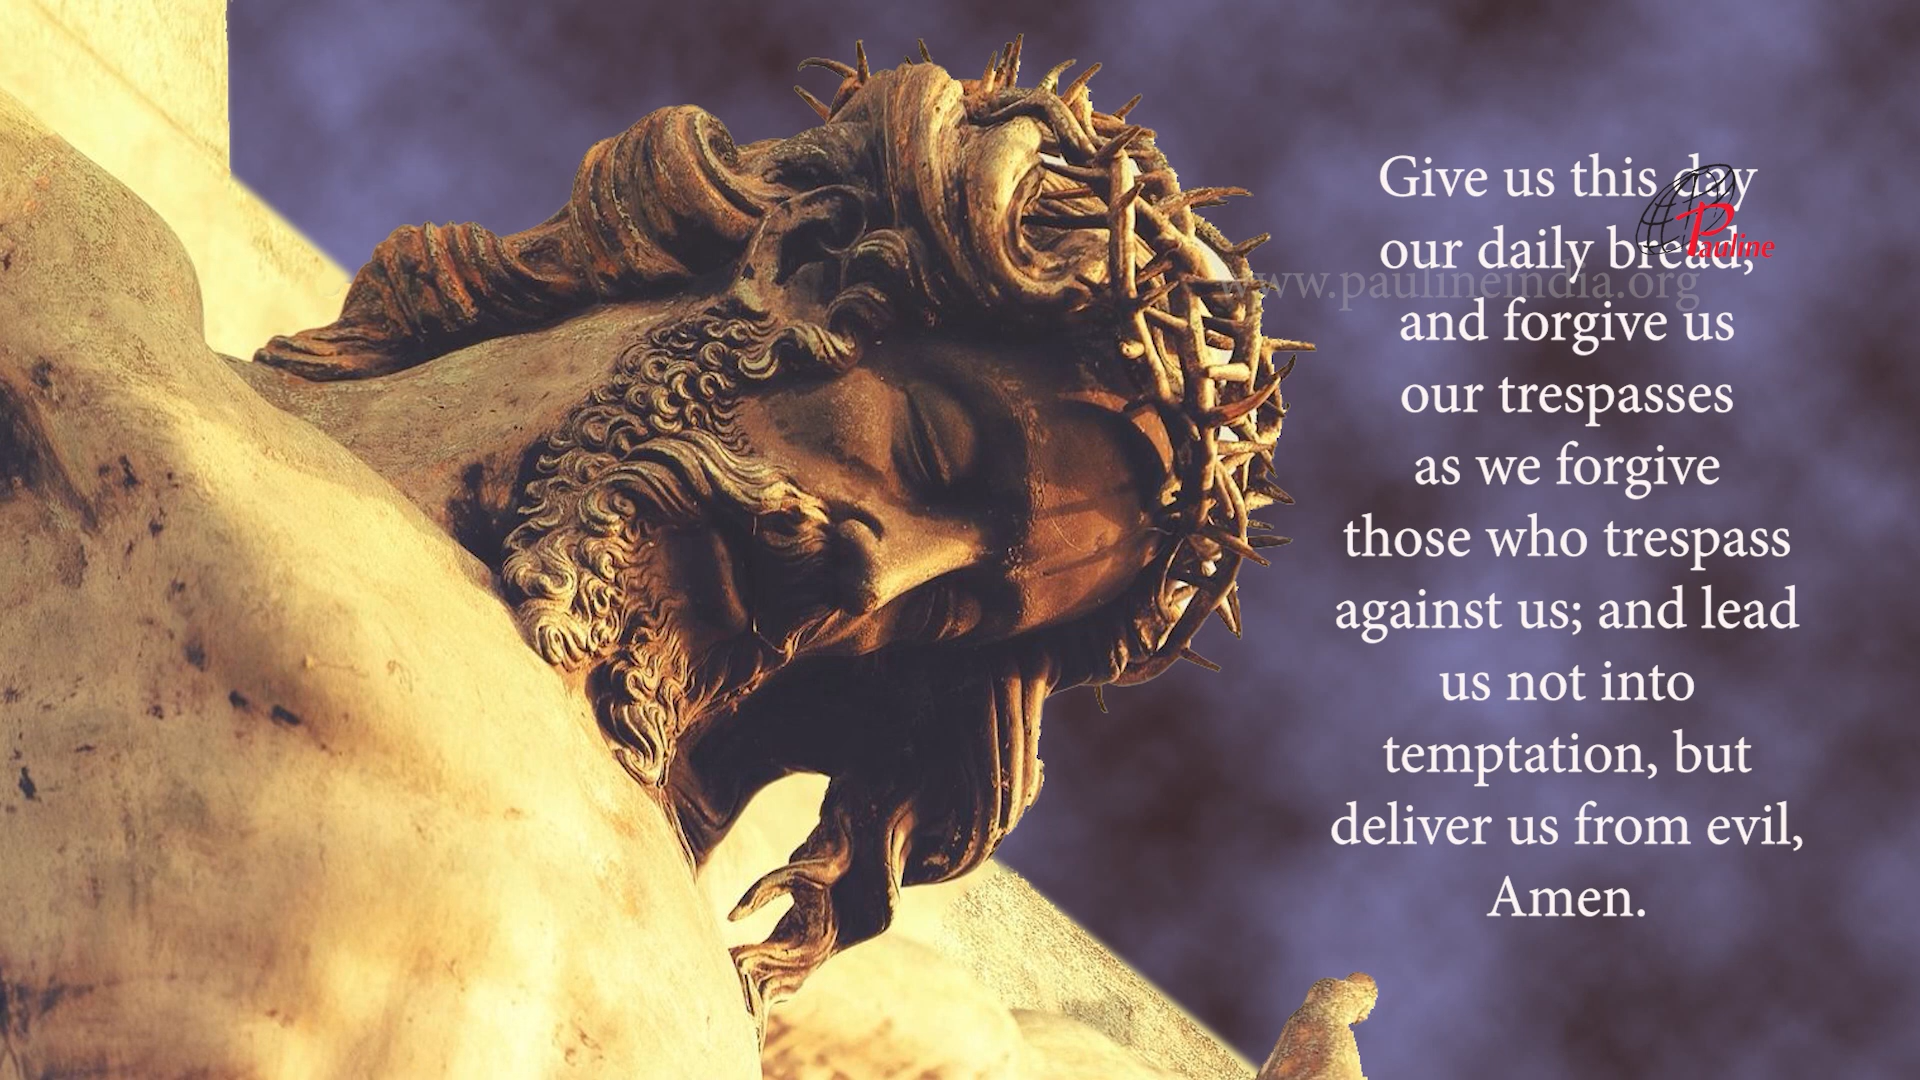 Give us this day
our daily bread,
Pauline
www.paulineindia.org
and forgive us
our trespasses
as we forgive
those who trespass
against us; and lead
us not into
temptation, but
deliver us from evil,
Amen.